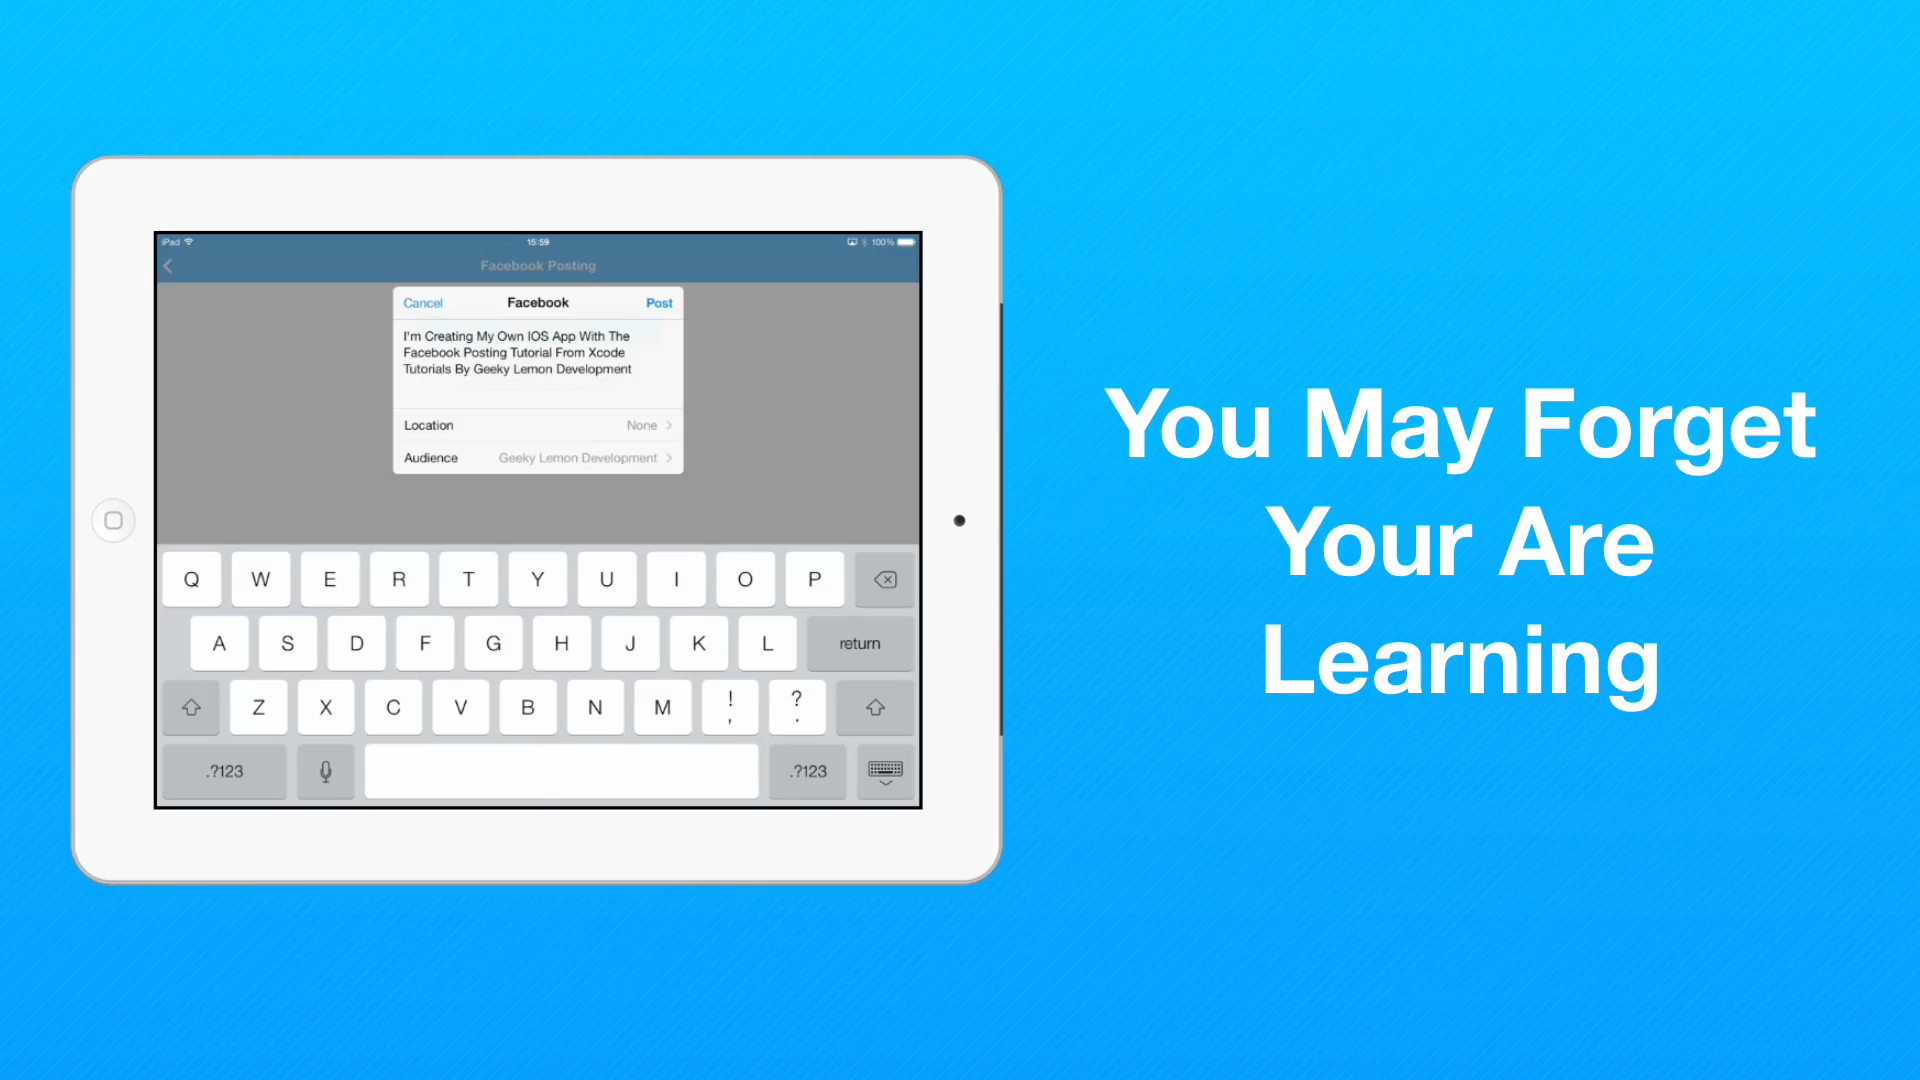 iPad 15:59 100%
Facebook Posting
Cancel Facebook Post
I'm Creating My Own IOS App With The
Facebook Posting Tutorial From Xcode
Tutorials By Geeky Lemon Development
Location None
Audience Geeky Lemon Development
Q W E R T Y U I O P
A S D F G H J K L return
Z X C V B N M ! , ? .
.?123 .?123
You May Forget
Your Are
Learning